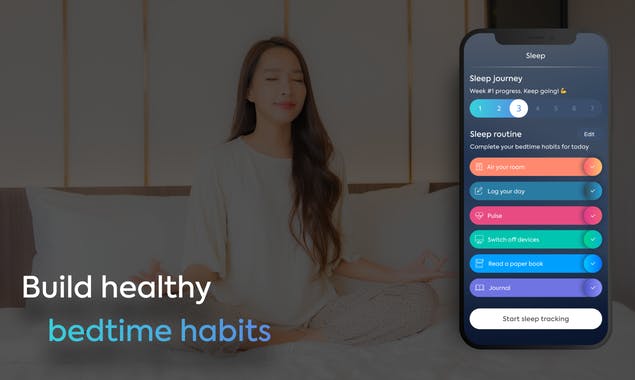 Build healthy
bedtime habits
Sleep
Sleep journey
Week #1 progress. Keep going! 💪
1 2 3 4 5 6 7
Sleep routine
Edit
Complete your bedtime habits for today
Air your room
Log your day
Pulse
Switch off devices
Read a paper book
Journal
Start sleep tracking